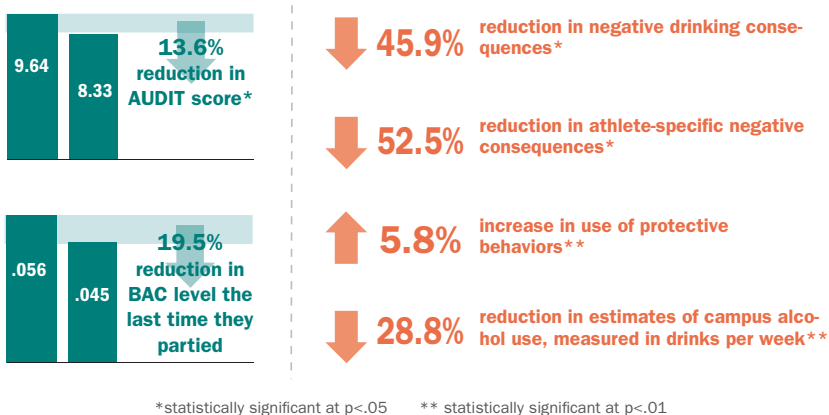 9.64
8.33
13.6%
reduction in
AUDIT score*
.056
.045
19.5%
reduction in
BAC level the
last time they
partied
45.9%
reduction in negative drinking conse-
quences*
52.5%
reduction in athlete-specific negative
consequences*
5.8%
increase in use of protective
behaviors**
28.8%
reduction in estimates of campus alco-
hol use, measured in drinks per week**
*statistically significant at p<.05 ** statistically significant at p<.01